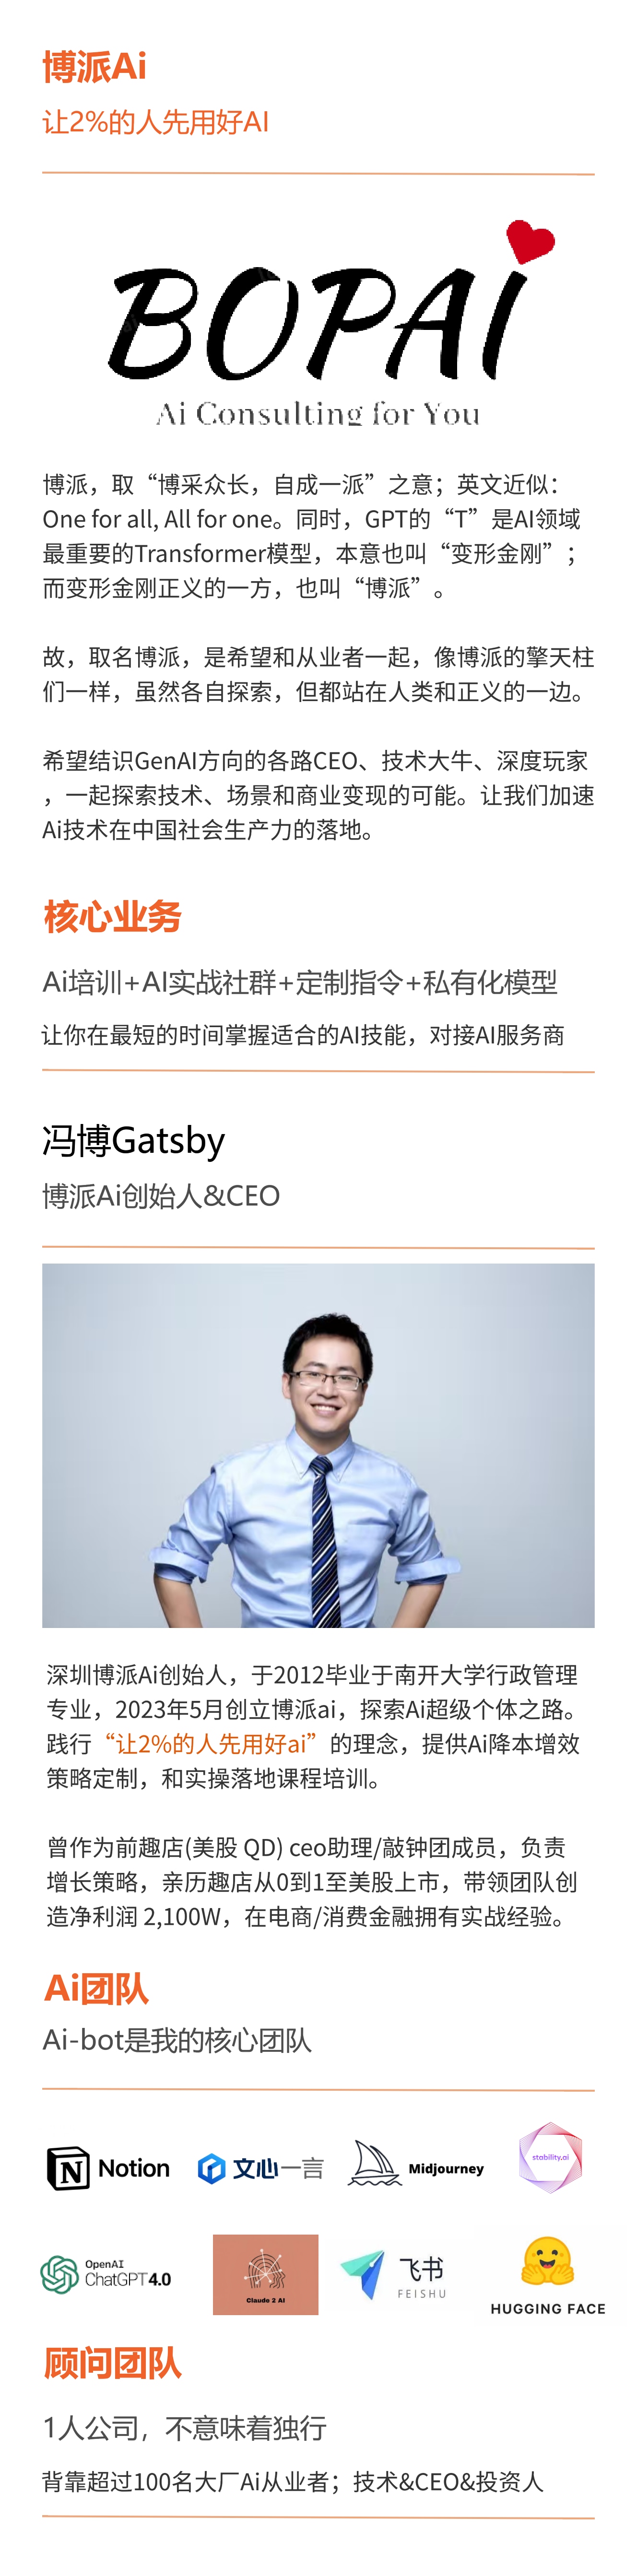 博派Ai
让2%的人先用好AI
BOPAI
Ai Consulting for You
博派，取“博采众长，自成一派”之意；英文近似：
One for all, All for one。同时，GPT的“T”是AI领域
最重要的Transformer模型，本意也叫“变形金刚”；
而变形金刚正义的一方，也叫“博派”。
故，取名博派，是希望和从业者一起，像博派的擎天柱
们一样，虽然各自探索，但都站在人类和正义的一边。
希望结识GenAI方向的各路CEO、技术大牛、深度玩家
，一起探索技术、场景和商业变现的可能。让我们加速
Ai技术在中国社会生产力的落地。
核心业务
Ai培训+AI实战社群+定制指令+私有化模型
让你在最短的时间掌握适合的AI技能，对接AI服务商
冯博Gatsby
博派Ai创始人&CEO
深圳博派Ai创始人，于2012毕业于南开大学行政管理
专业，2023年5月创立博派ai，探索Ai超级个体之路。
践行“让2%的人先用好ai”的理念，提供Ai降本增效
策略定制，和实操落地课程培训。
曾作为前趣店(美股 QD) ceo助理/敲钟团成员，负责
增长策略，亲历趣店从0到1至美股上市，带领团队创
造净利润 2,100W，在电商/消费金融拥有实战经验。
Ai团队
Ai-bot是我的核心团队
Notion
文心一言
Midjourney
stability.ai
OpenAI
ChatGPT4.0
Claude 2 AI
飞书
FEISHU
HUGGING FACE
顾问团队
1人公司，不意味着独行
背靠超过100名大厂Ai从业者；技术&CEO&投资人